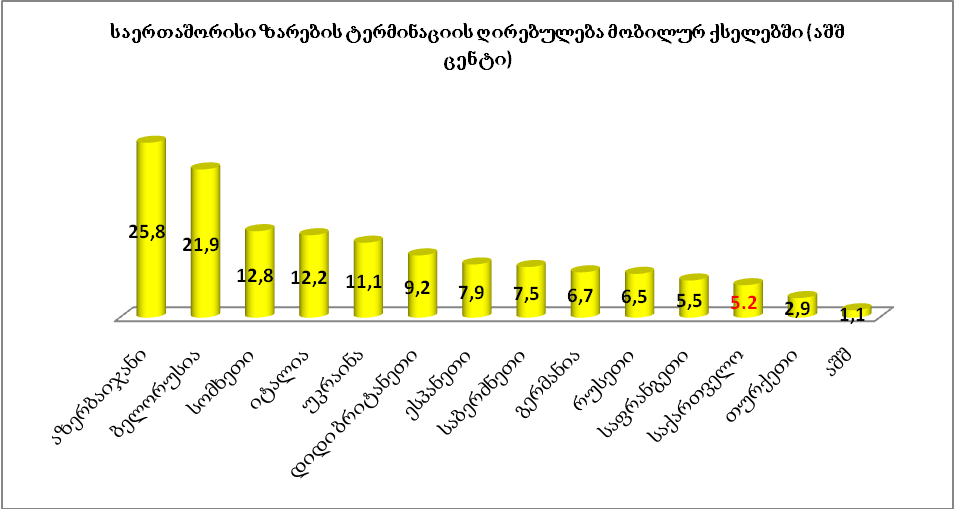 საერთაშორისი ზარების ტერმინაციის ღირებულება მობილურ ქსელებში (აშშ
ცენტი)
25,8
21,9
12,8
12,2
11,1
9,2
7,9
7,5
6,7
6,5
5,5
5.2
2,9
1,1
აზერბაიჯანი
ბელორუსია
სომხეთი
იტალია
უკრაინა
დიდი ბრიტანეთი
ესპანეთი
საბერძნეთი
გერმანია
რუსეთი
საფრანგეთი
საქართველო
თურქეთი
აშშ